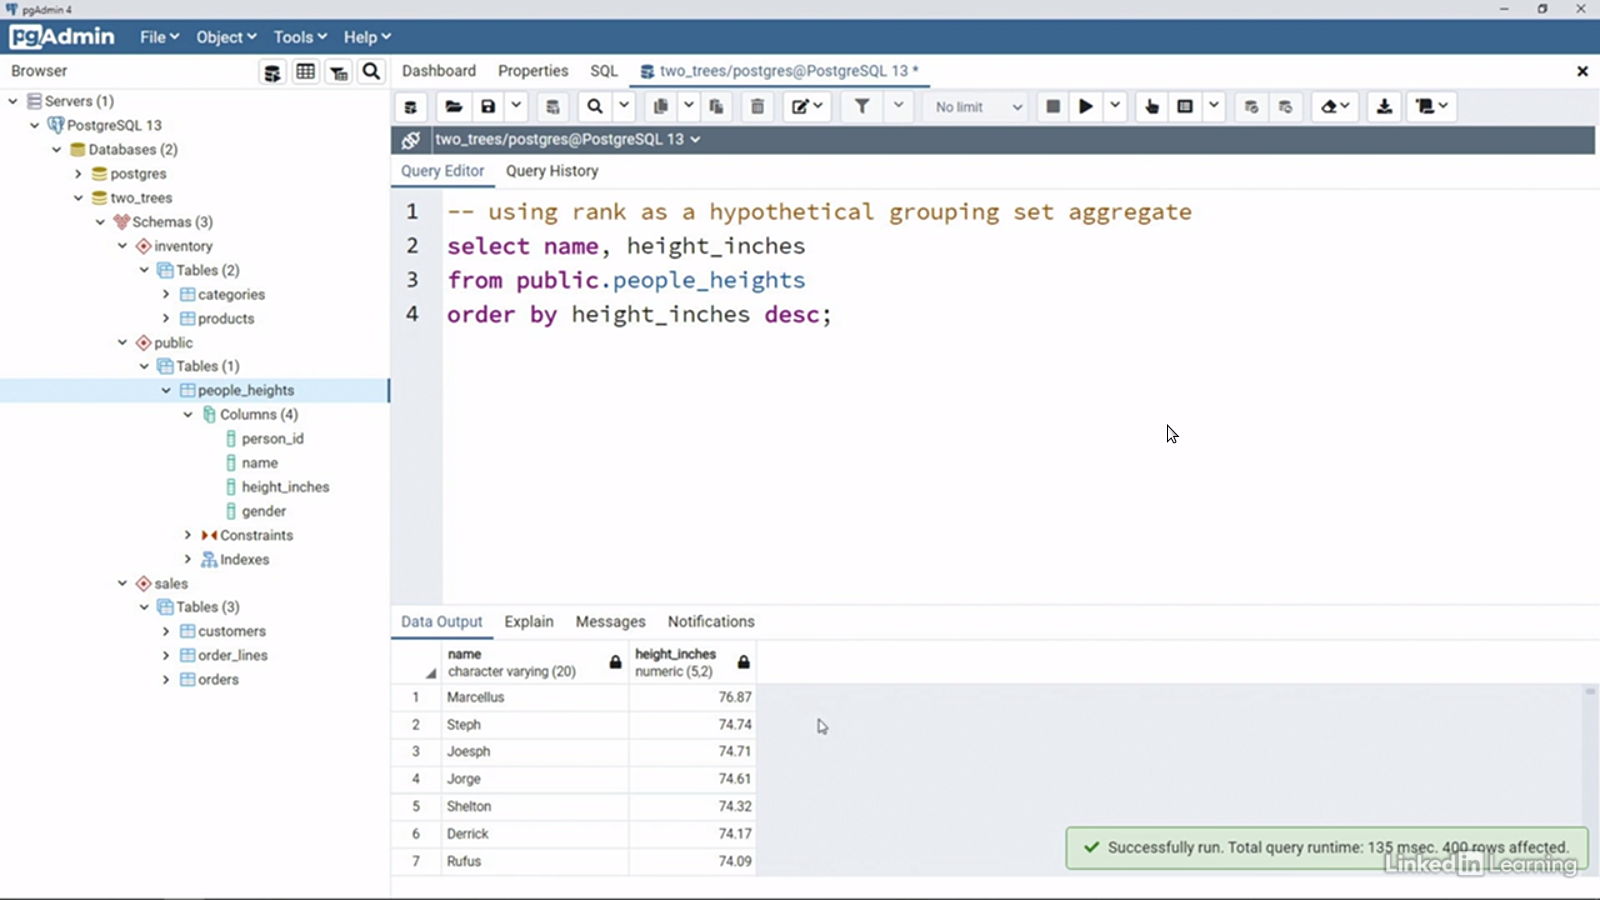 pgAdmin 4
pgAdmin File Object Tools Help
Browser
Dashboard Properties SQL two_trees/postgres@PostgreSQL 13 *
Servers (1)
PostgreSQL 13
Databases (2)
postgres
two_trees
Schemas (3)
inventory
Tables (2)
categories
products
public
Tables (1)
people_heights
Columns (4)
person_id
name
height_inches
gender
Constraints
Indexes
sales
Tables (3)
customers
order_lines
orders
No limit
two_trees/postgres@PostgreSQL 13
Query Editor Query History
1 -- using rank as a hypothetical grouping set aggregate
2 select name, height_inches
3 from public.people_heights
4 order by height_inches desc;
Data Output Explain Messages Notifications
name height_inches
character varying (20) numeric (5,2)
1 Marcellus 76.87
2 Steph 74.74
3 Joesph 74.71
4 Jorge 74.61
5 Shelton 74.32
6 Derrick 74.17
7 Rufus 74.09
Successfully run. Total query runtime: 135 msec. 400 rows affected.
Linked in Learning